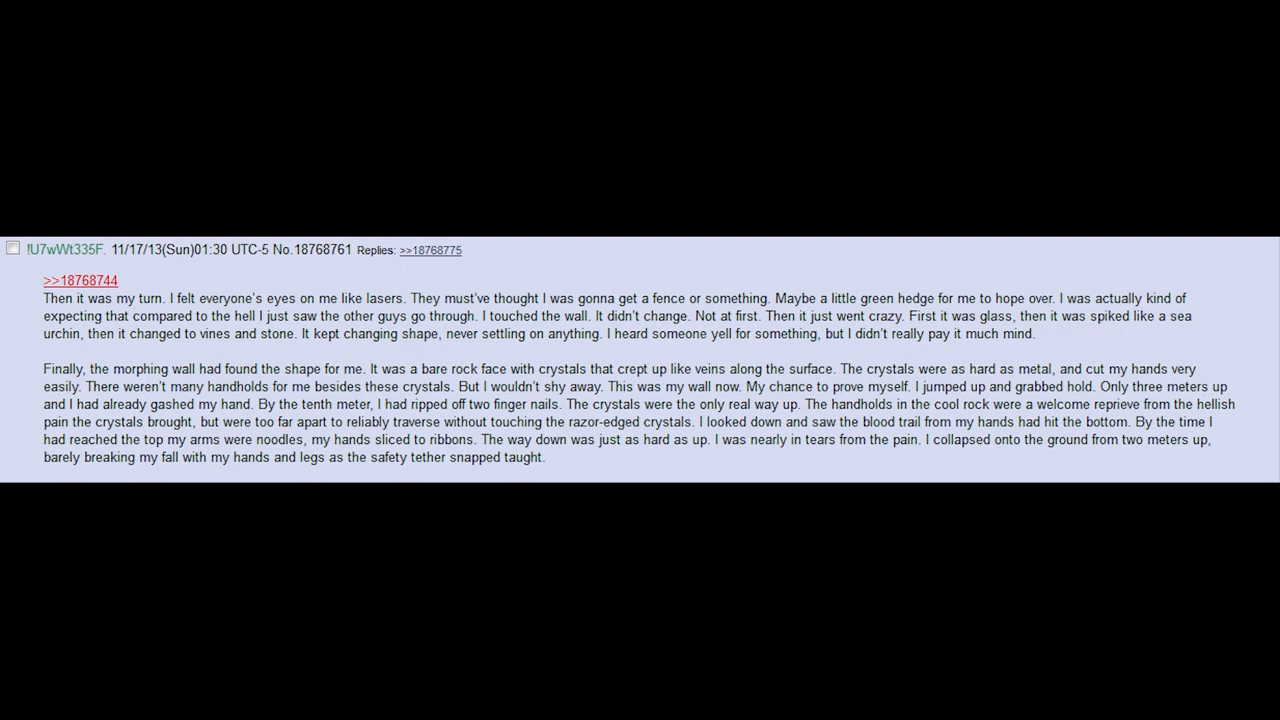 !U7wWt335F. 11/17/13(Sun)01:30 UTC-5 No.18768761 Replies: >>18768775
>>18768744
Then it was my turn. I felt everyone's eyes on me like lasers. They must've thought I was gonna get a fence or something. Maybe a little green hedge for me to hope over. I was actually kind of
expecting that compared to the hell I just saw the other guys go through. I touched the wall. It didn't change. Not at first. Then it just went crazy. First it was glass, then it was spiked like a sea
urchin, then it changed to vines and stone. It kept changing shape, never settling on anything. I heard someone yell for something, but I didn't really pay it much mind.
Finally, the morphing wall had found the shape for me. It was a bare rock face with crystals that crept up like veins along the surface. The crystals were as hard as metal, and cut my hands very
easily. There weren't many handholds for me besides these crystals. But I wouldn't shy away. This was my wall now. My chance to prove myself. I jumped up and grabbed hold. Only three meters up
and I had already gashed my hand. By the tenth meter, I had ripped off two finger nails. The crystals were the only real way up. The handholds in the cool rock were a welcome reprieve from the hellish
pain the crystals brought, but were too far apart to reliably traverse without touching the razor-edged crystals. I looked down and saw the blood trail from my hands had hit the bottom. By the time I
had reached the top my arms were noodles, my hands sliced to ribbons. The way down was just as hard as up. I was nearly in tears from the pain. I collapsed onto the ground from two meters up,
barely breaking my fall with my hands and legs as the safety tether snapped taught.